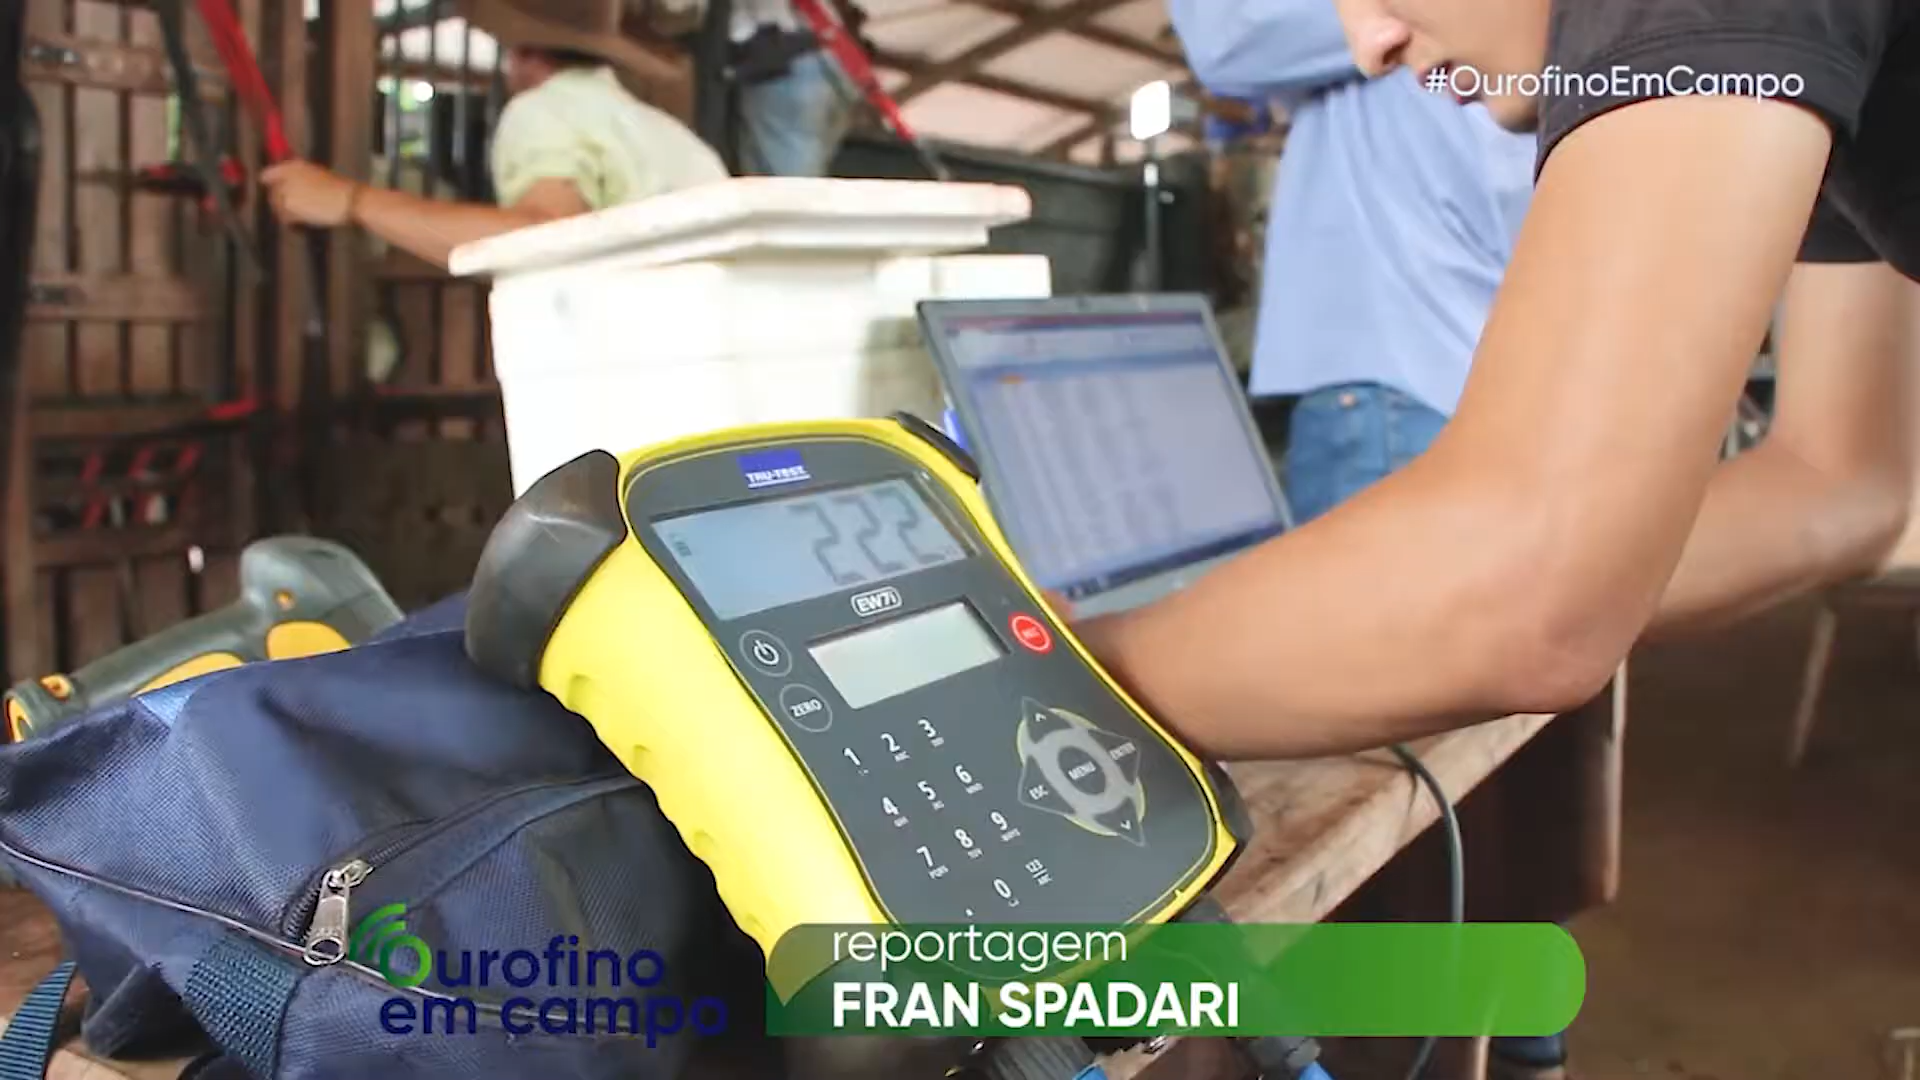 #OurofinoEmCampo
TRU-TEST
222
EW7i
ZERO
1 2 3
4 5 6
7 8 9
0
MENU
ENTER
ESC
Ourofino
em campo
reportagem
FRAN SPADARI